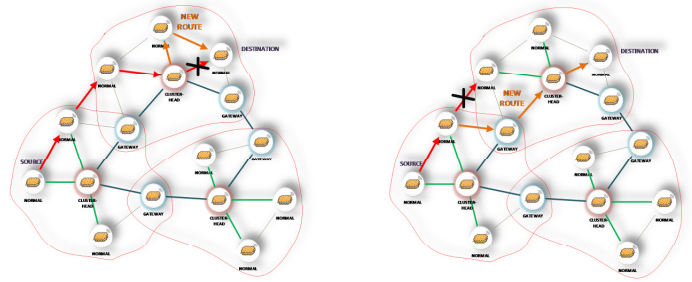 NEW
ROUTE
NORMAL
DESTINATION
NORMAL
NORMAL
CLUSTER-
HEAD
GATEWAY
NORMAL
GATEWAY
SOURCE
NORMAL
NORMAL
CLUSTER-
HEAD
GATEWAY
CLUSTER-
HEAD
NORMAL
NORMAL
NORMAL
NORMAL
DESTINATION
NORMAL
NEW
ROUTE
CLUSTER-
HEAD
GATEWAY
NORMAL
GATEWAY
GATEWAY
SOURCE
NORMAL
NORMAL
CLUSTER-
HEAD
GATEWAY
CLUSTER-
HEAD
NORMAL
NORMAL
NORMAL